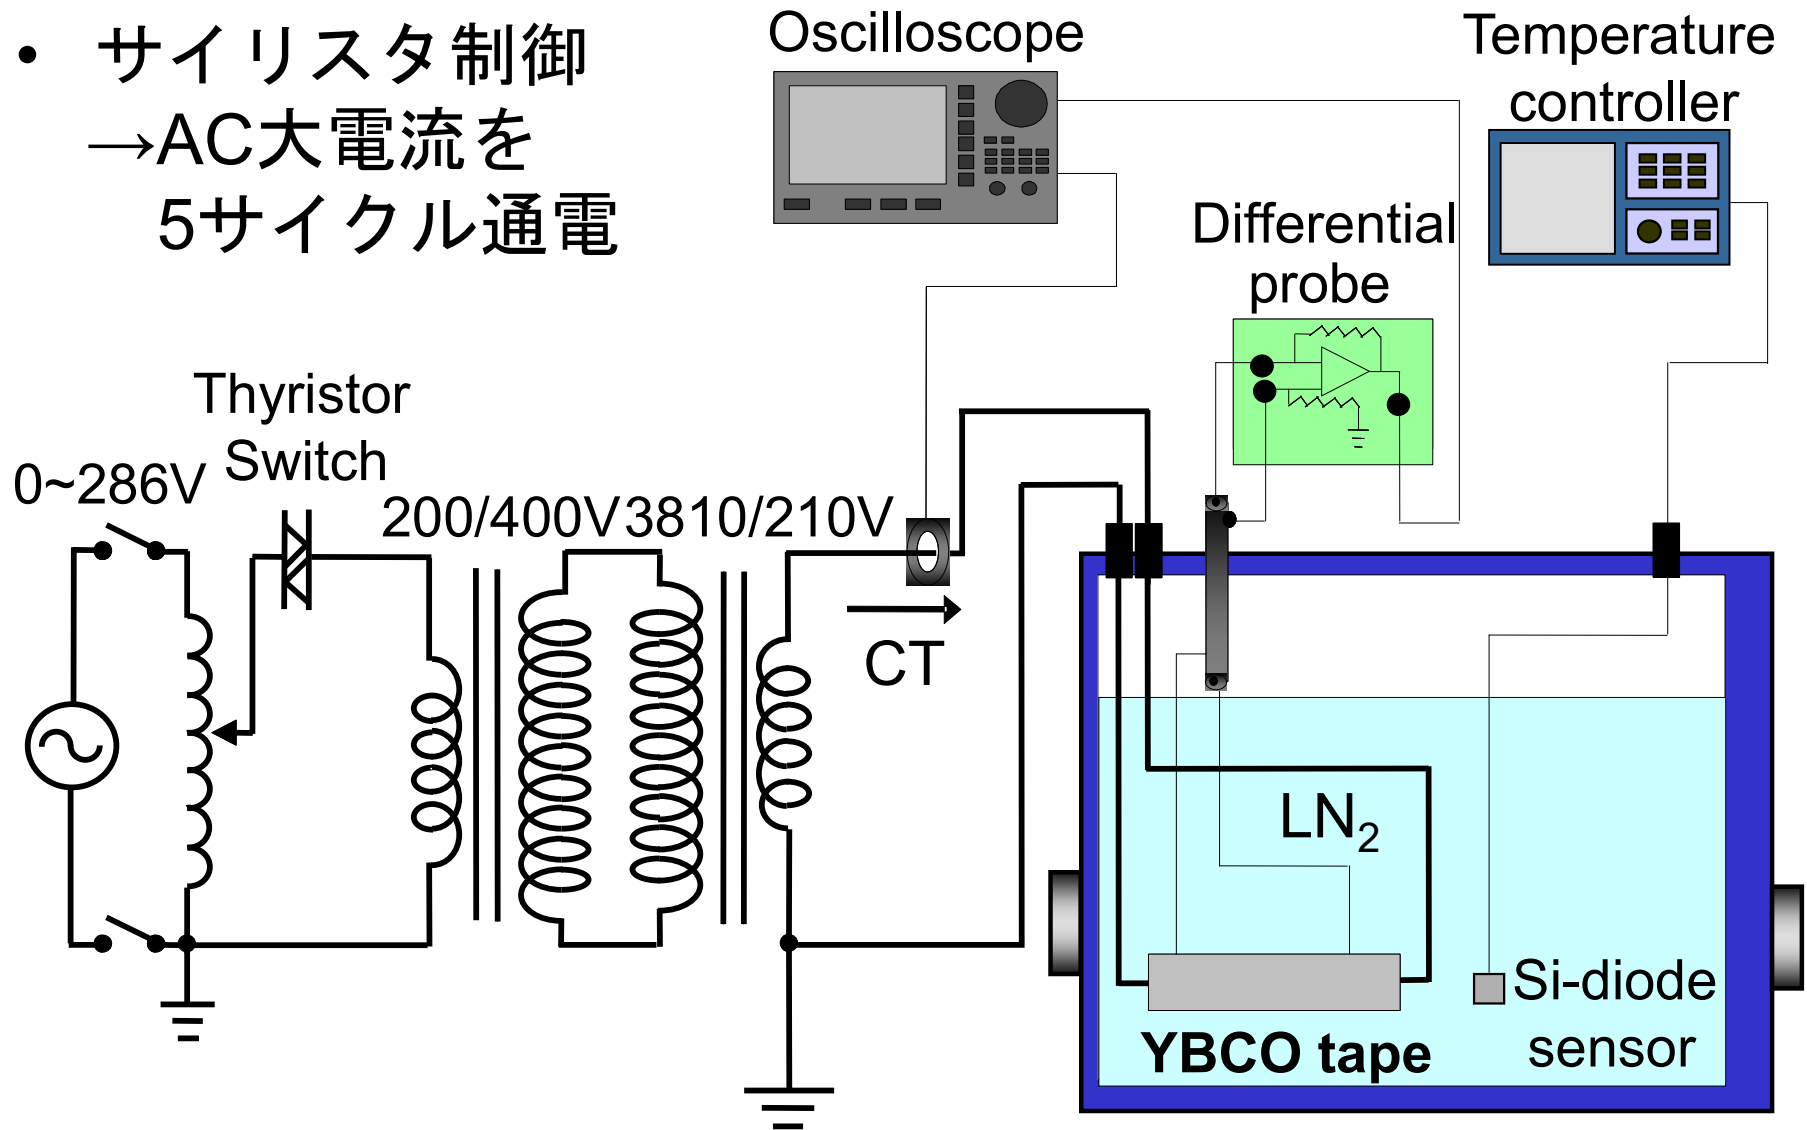 • サイリスタ制御
→AC大電流を
5サイクル通電
Oscilloscope
Temperature
controller
Differential
probe
Thyristor
Switch
0~286V
200/400V
3810/210V
CT
LN₂
Si-diode
sensor
YBCO tape